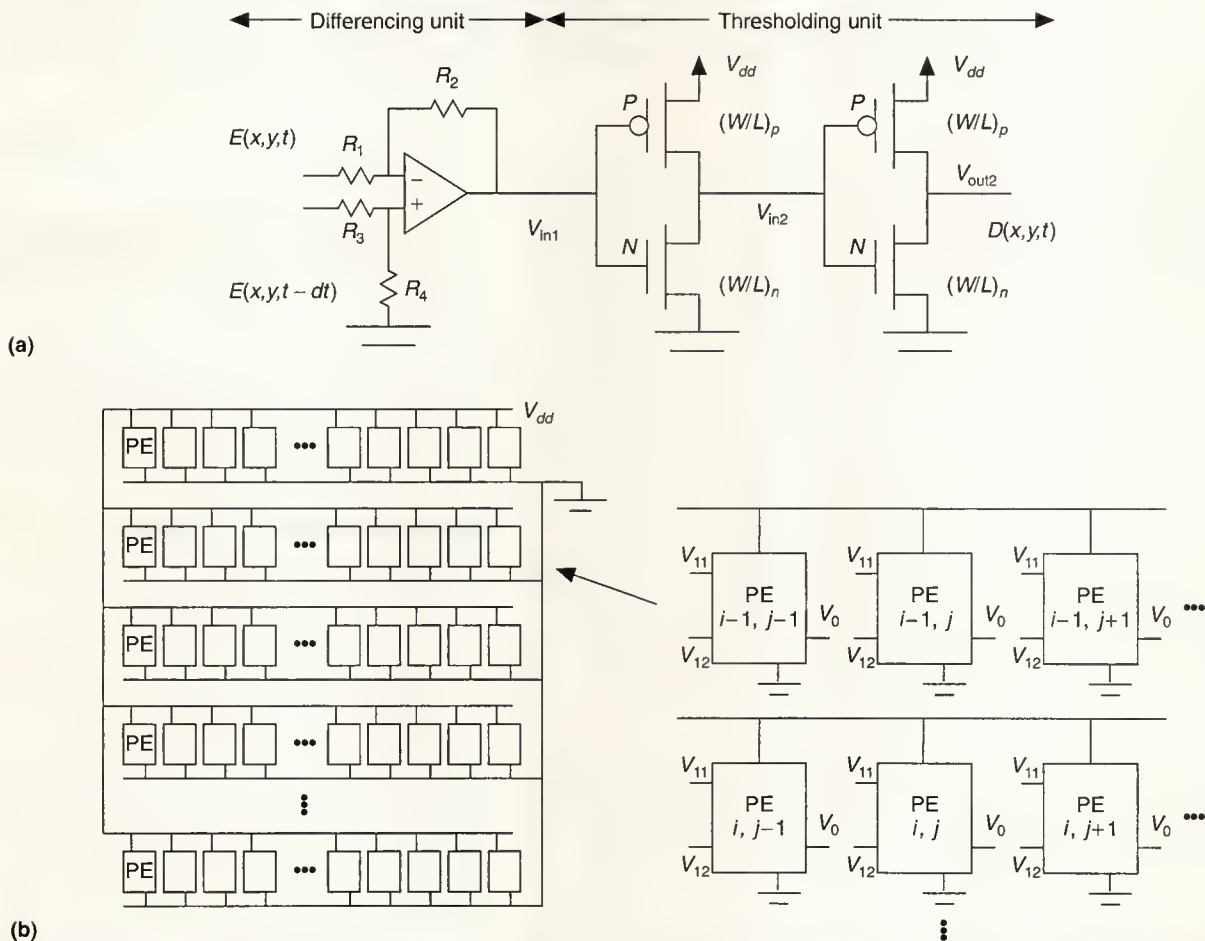 Differencing unit
Thresholding unit
R2
E(x,y,t)
R1
−
+
R3
E(x,y,t – dt)
R4
Vin1
Vdd
P
(W/L)p
N
(W/L)n
Vin2
Vdd
P
(W/L)p
N
(W/L)n
Vout2
D(x,y,t)
(a)
Vdd
PE
•••
PE
•••
PE
•••
PE
•••
PE
•••
V11
PE
i–1, j–1
V0
V12
V11
PE
i–1, j
V0
V12
V11
PE
i–1, j+1
V0
V12
•••
V11
PE
i, j–1
V0
V12
V11
PE
i, j
V0
V12
V11
PE
i, j+1
V0
V12
•••
(b)